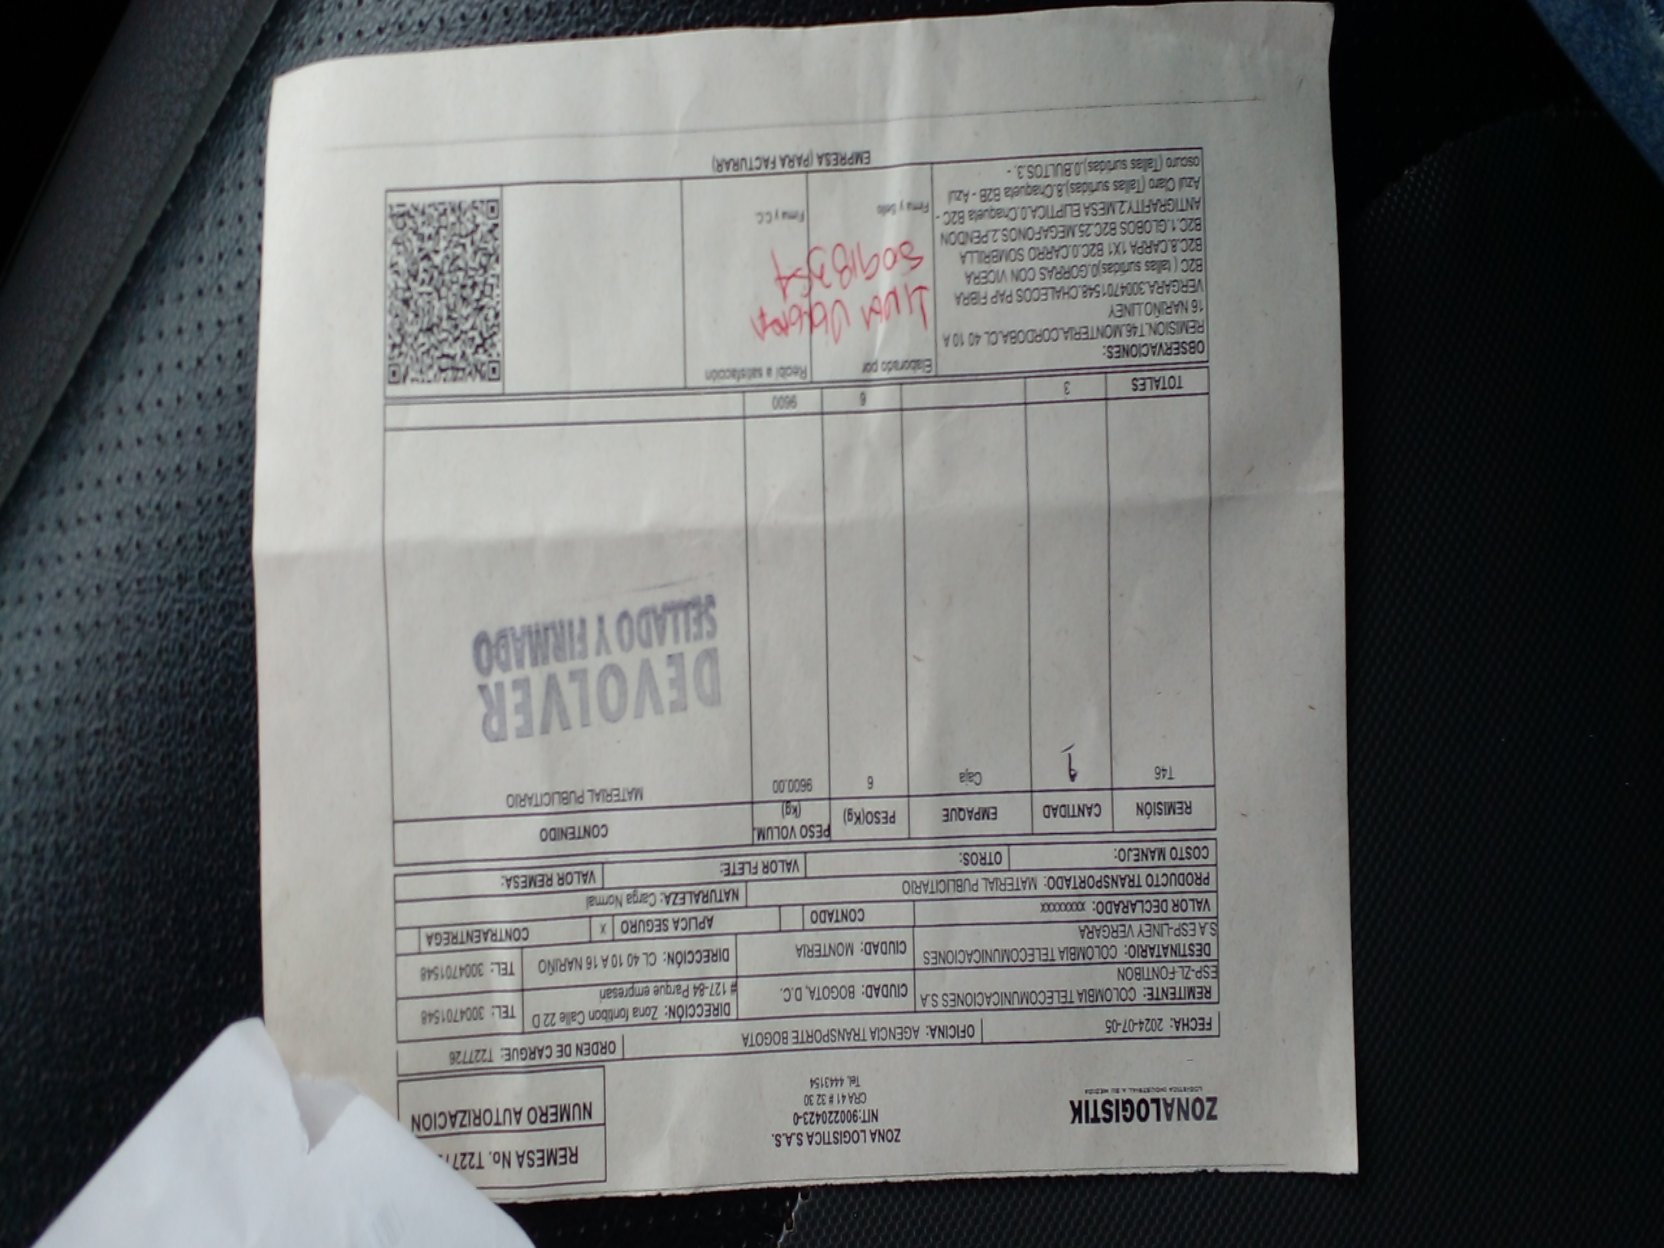 ZONALOGISTIK
LOGISTICA INDUSTRIAL A SU MEDIDA
ZONA LOGISTICA S.A.S.
NIT:900220423-0
CRA 41 # 32 30
Tel. 4443154
REMESA No. T2277
NUMERO AUTORIZACION
FECHA: 2024-07-05 OFICINA: AGENCIA TRANSPORTE BOGOTA ORDEN DE CARGUE: T227726
REMITENTE: COLOMBIA TELECOMUNICACIONES S.A ESP-ZL-FONTIBON CIUDAD: BOGOTA, D.C. DIRECCIÓN: Zona fontibon Calle 22 D # 127-84 Parque empresari TEL: 3004701548
DESTINATARIO: COLOMBIA TELECOMUNICACIONES S.A ESP-LINEY VERGARA CIUDAD: MONTERIA DIRECCIÓN: CL 40 10 A 16 NARIÑO TEL: 3004701548
VALOR DECLARADO: xxxxxxxx CONTADO APLICA SEGURO x CONTRAENTREGA
PRODUCTO TRANSPORTADO: MATERIAL PUBLICITARIO NATURALEZA: Carga Normal
COSTO MANEJO: OTROS: VALOR FLETE: VALOR REMESA:
REMISIÓN CANTIDAD EMPAQUE PESO(Kg) PESO VOLUM. (kg) CONTENIDO
T46 1 Caja 6 9600.00 MATERIAL PUBLICITARIO
DEVOLVER
SELLADO Y FIRMADO
TOTALES 3 6 9600
OBSERVACIONES:
REMISION.T46.MONTERIA.CORDOBA.CL 40 10 A
16 NARIÑO.LINEY
VERGARA.3004701548.CHALECOS PAP FIBRA
B2C ( tallas surtidas)0.GORRAS CON VICERA
B2C.8.CARPA 1X1 B2C.0.CARRO SOMBRILLA
B2C.1.GLOBOS B2C.25.MEGAFONOS.2.PENDON
ANTIGRAFITY.2.MESA ELIPTICA.0.Chaqueta B2C -
Azul Claro (Tallas surtidas).8.Chaqueta B2B - Azul
oscuro (Tallas surtidas).0.BULTOS.3. -
Elaborado por
Firma y Sello
Recibi a satisfacción
Firma y C.C.
EMPRESA (PARA FACTURAR)